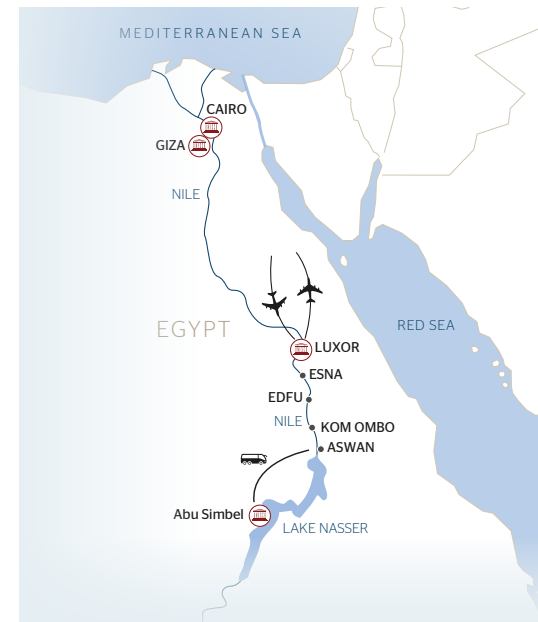 MEDITERRANEAN SEA
CAIRO
GIZA
NILE
EGYPT
RED SEA
LUXOR
ESNA
EDFU
NILE
KOM OMBO
ASWAN
Abu Simbel
LAKE NASSER